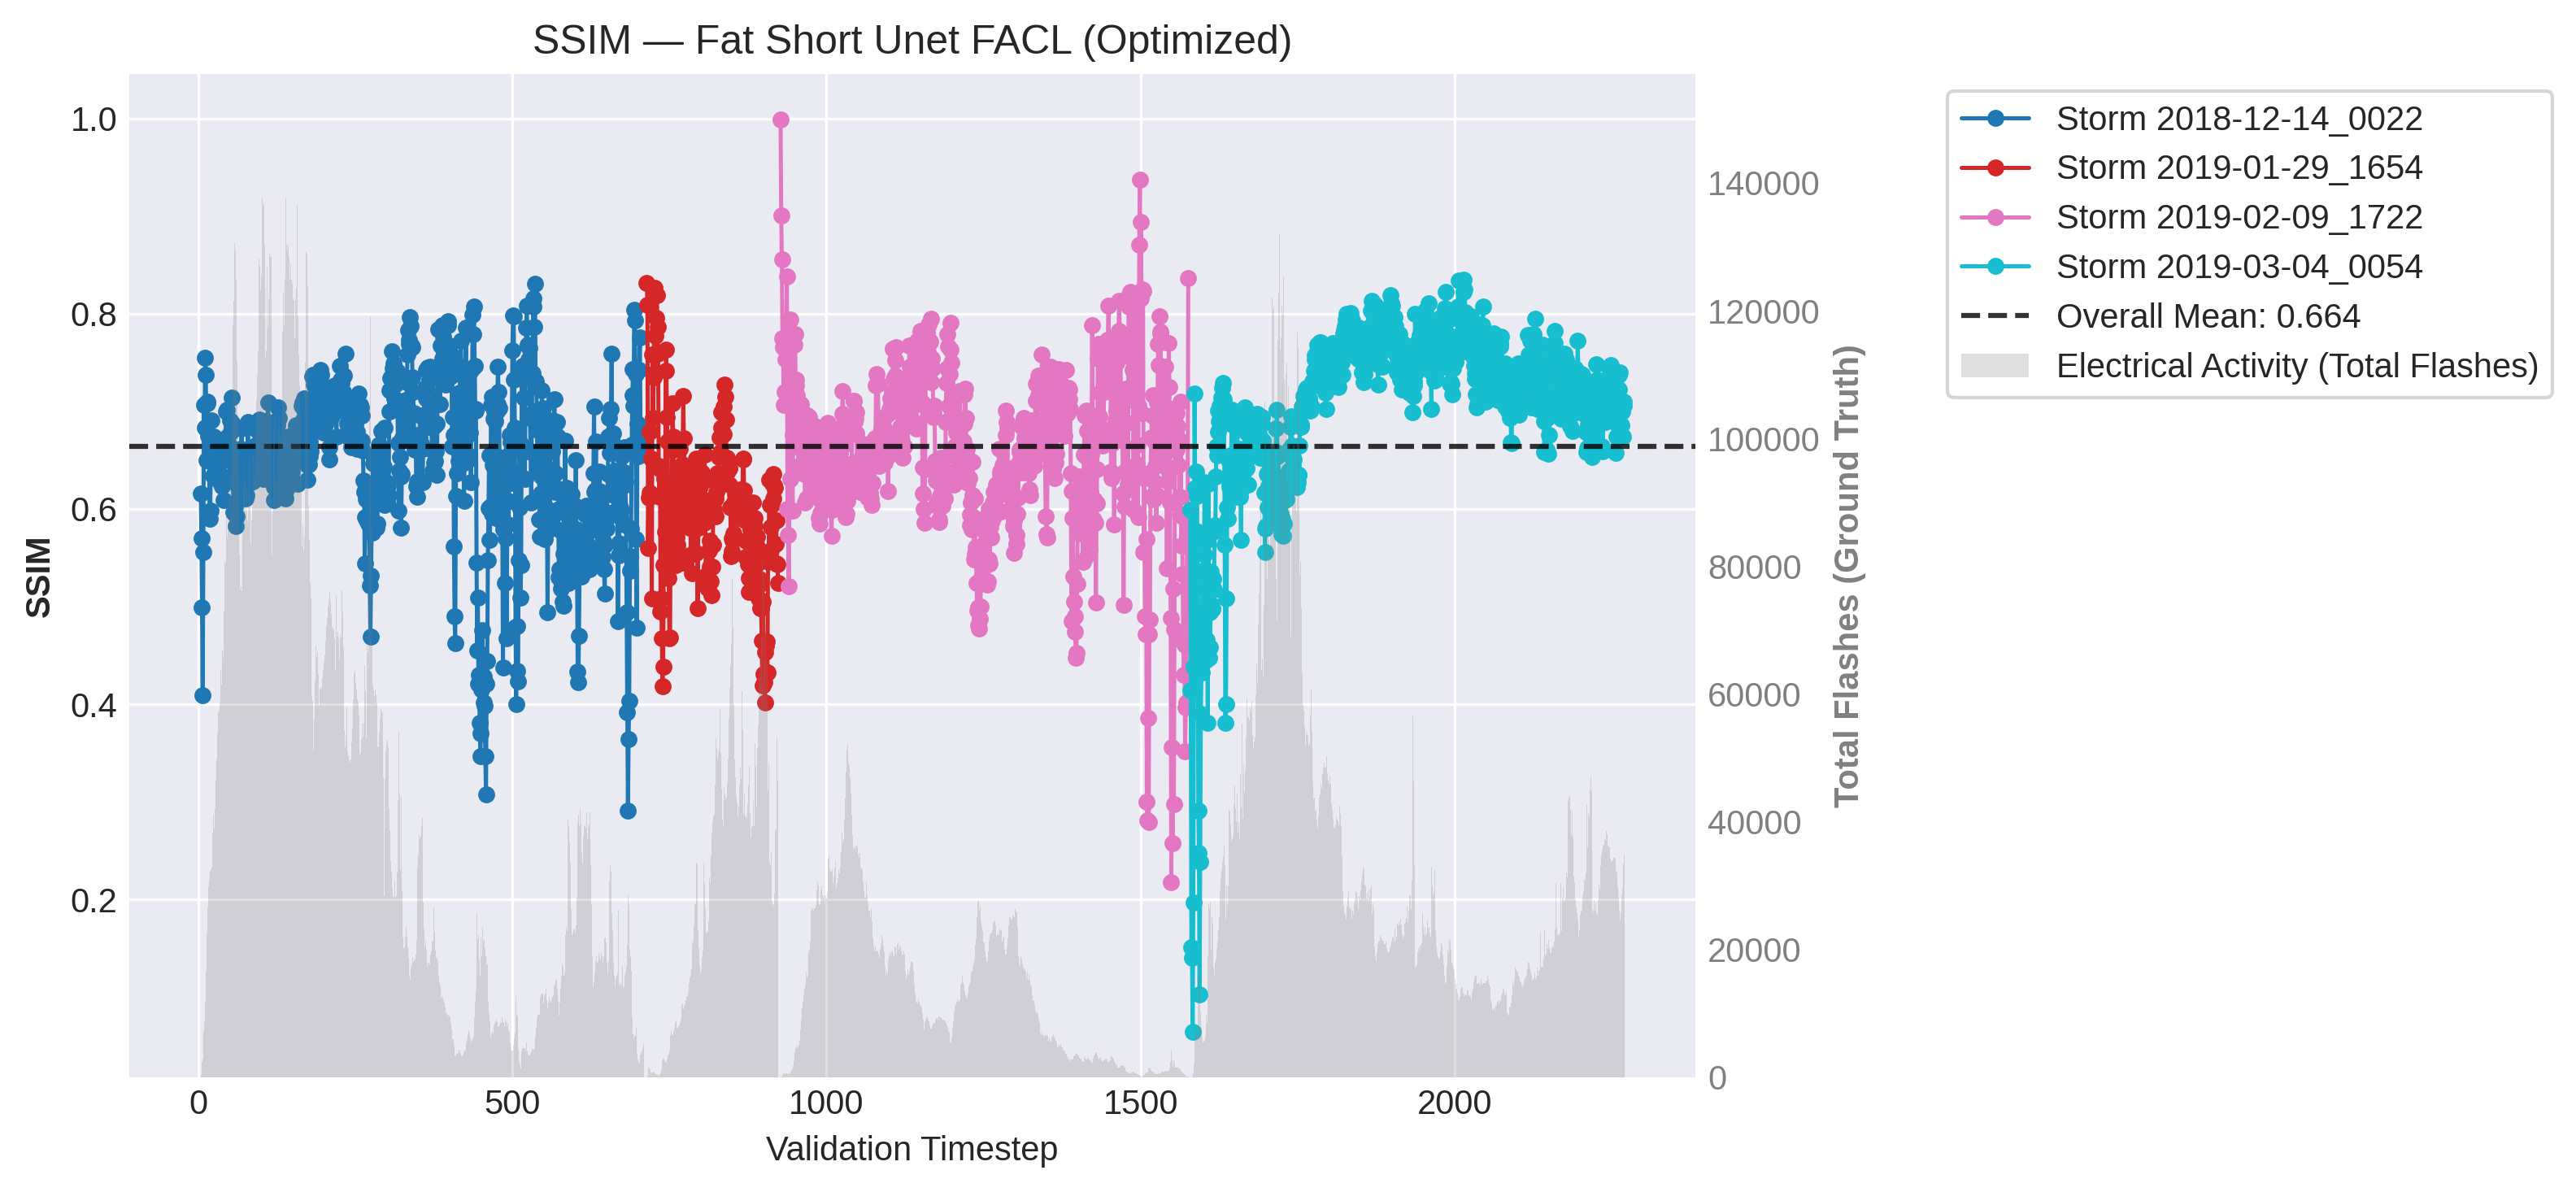 SSIM — Fat Short Unet FACL (Optimized)
1.0
0.8
0.6
0.4
0.2
SSIM
0
500
1000
1500
2000
Validation Timestep
140000
120000
100000
80000
60000
40000
20000
0
Total Flashes (Ground Truth)
Storm 2018-12-14_0022
Storm 2019-01-29_1654
Storm 2019-02-09_1722
Storm 2019-03-04_0054
Overall Mean: 0.664
Electrical Activity (Total Flashes)